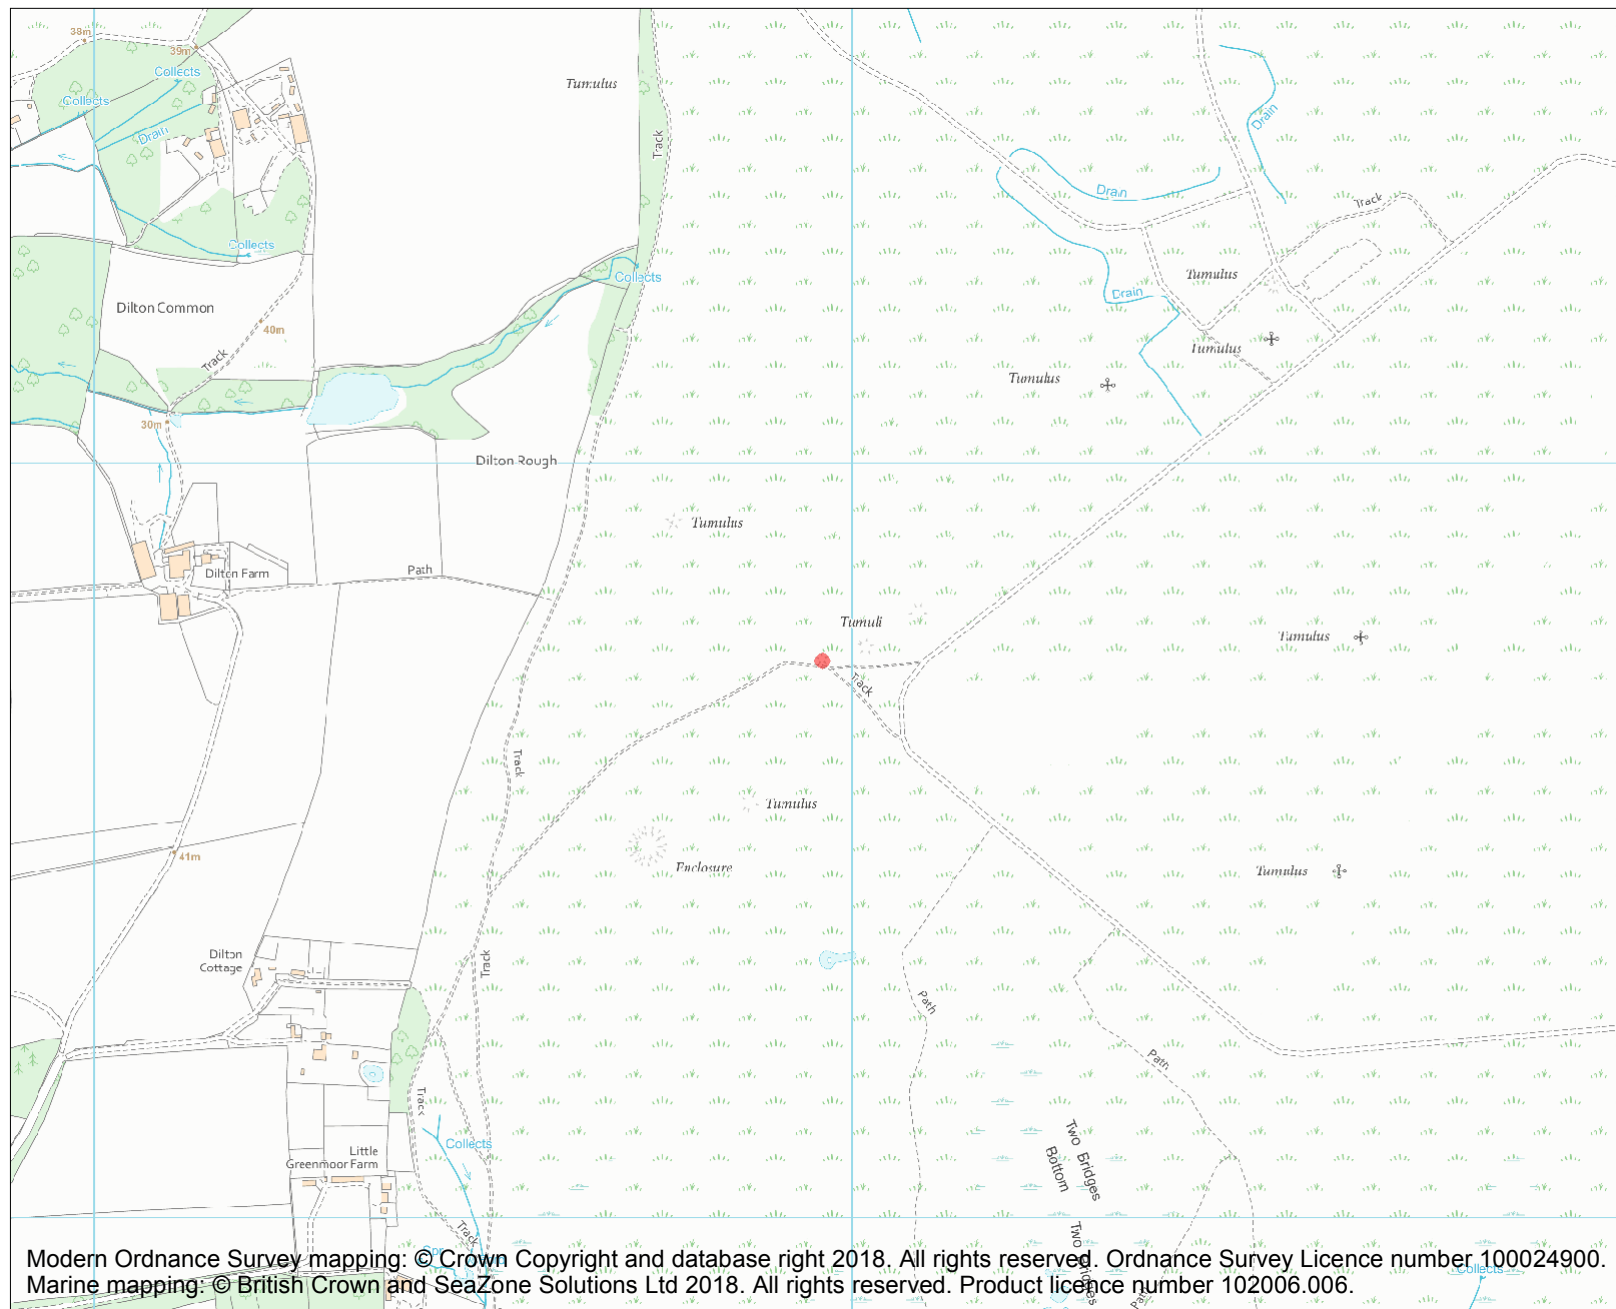 38m
39m
Collects
Collects
Drain
Tumulus
Track
Drain
Drain
Track
Collects
Collects
Tumulus
Drain
Dilton Common
40m
Track
Tumulus
Tumulus
30m
Dilton Rough
Tumulus
Path
Dilton Farm
Tumuli
Tumulus
Track
Track
Tumulus
41m
Enclosure
Tumulus
Dilton
Cottage
Track
Path
Path
Track
Collects
Two Bridges
Bottom
Little
Greenmoor Farm
Track
Modern Ordnance Survey mapping: © Crown Copyright and database right 2018. All rights reserved. Ordnance Survey Licence number 100024900.
Marine mapping: © British Crown and SeaZone Solutions Ltd 2018. All rights reserved. Product licence number 102006.006.
Collects